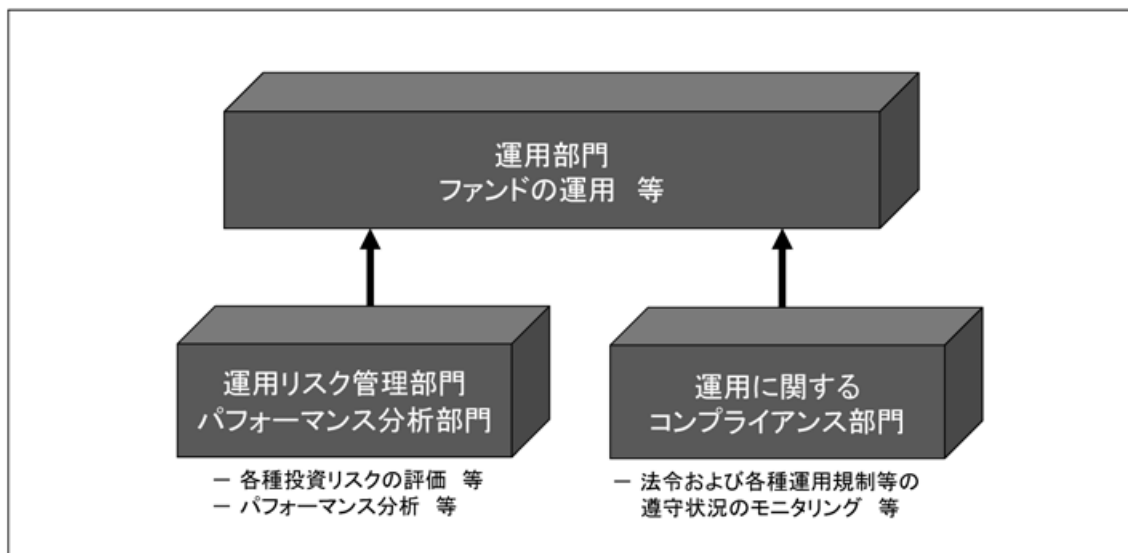 運用部門
ファンドの運用 等
運用リスク管理部門
パフォーマンス分析部門
－ 各種投資リスクの評価 等
－ パフォーマンス分析 等
運用に関する
コンプライアンス部門
－ 法令および各種運用規制等の
遵守状況のモニタリング 等